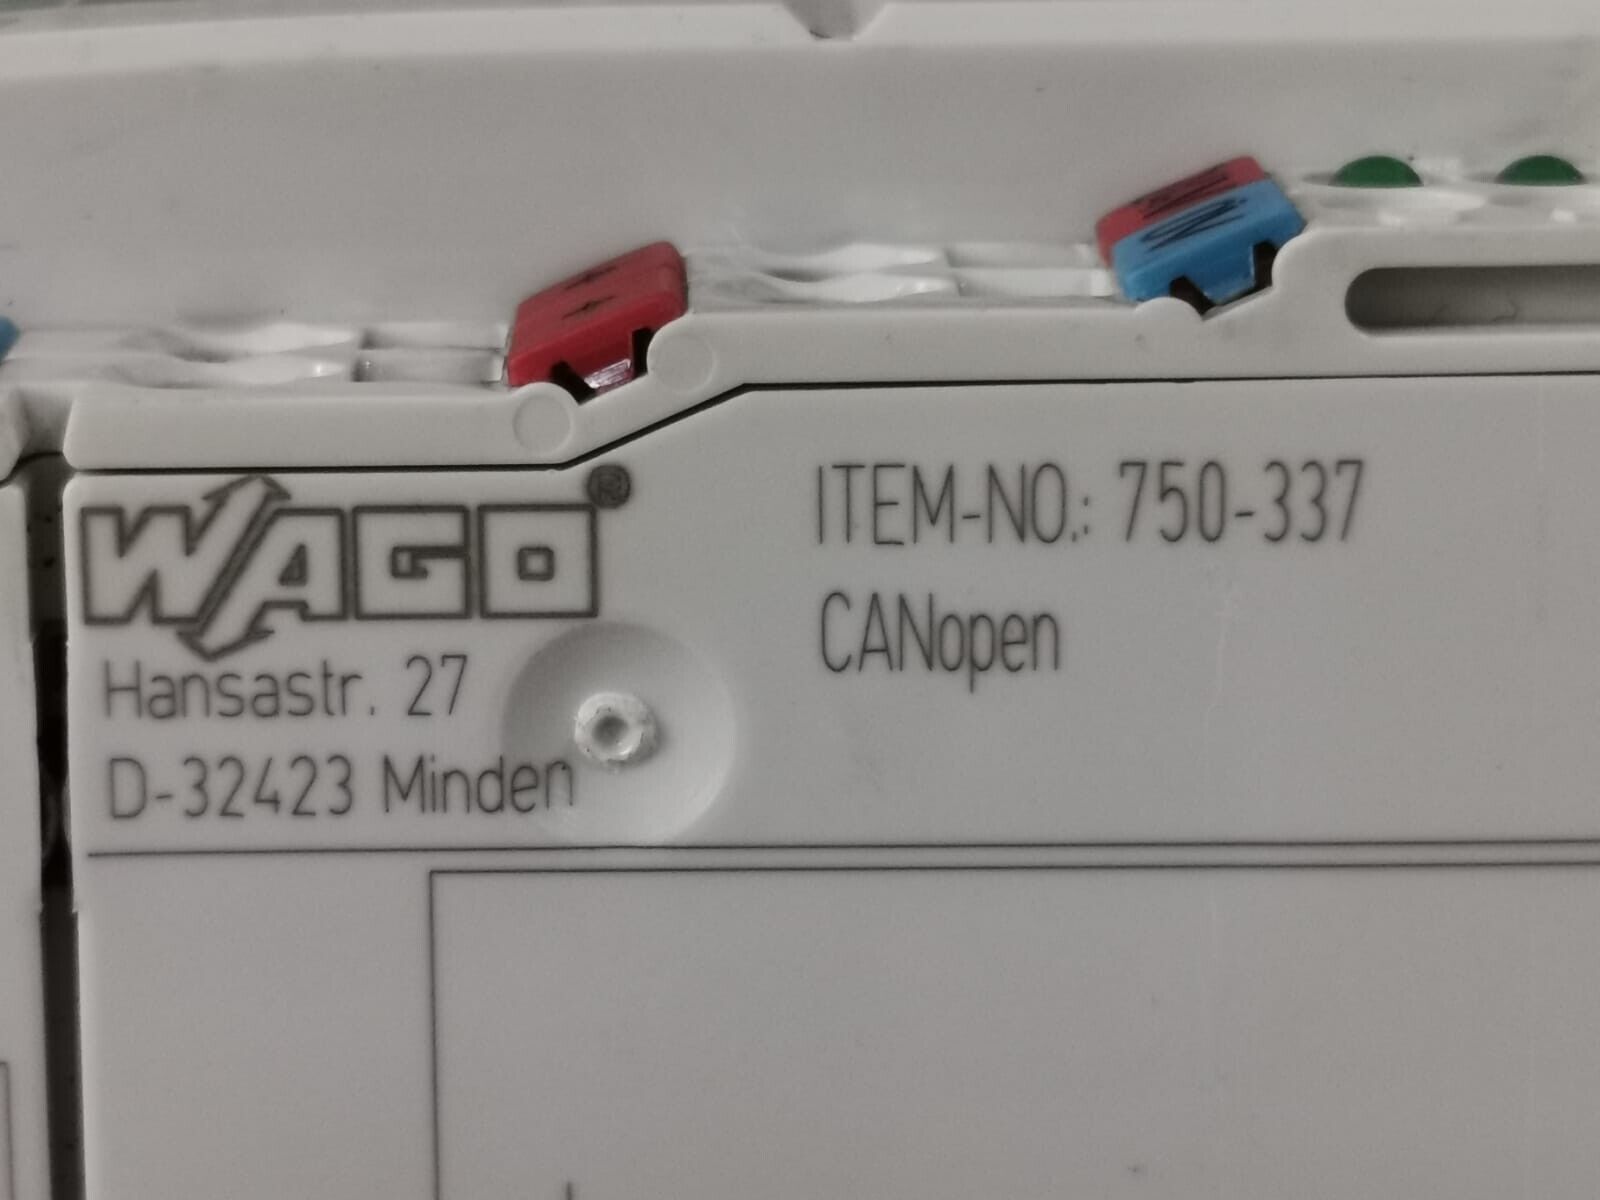 WAGO®
Hansastr. 27
D-32423 Minden
ITEM-NO.: 750-337
CANopen